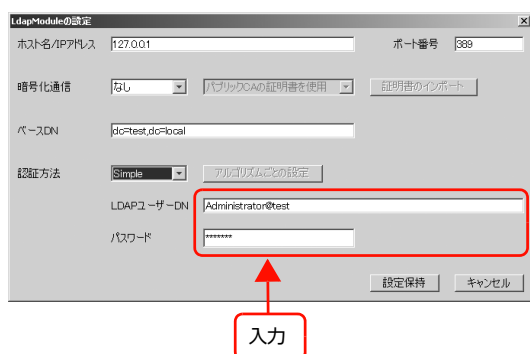 LdapModuleの設定
ホスト名/IPアドレス 127.0.0.1 ポート番号 389
暗号化通信 なし パブリックCAの証明書を使用 証明書のインポート
ベースDN dc=test,dc=local
認証方法 Simple アルゴリズムごとの設定
LDAPユーザーDN Administrator@test
パスワード *******
設定保持 キャンセル
入力